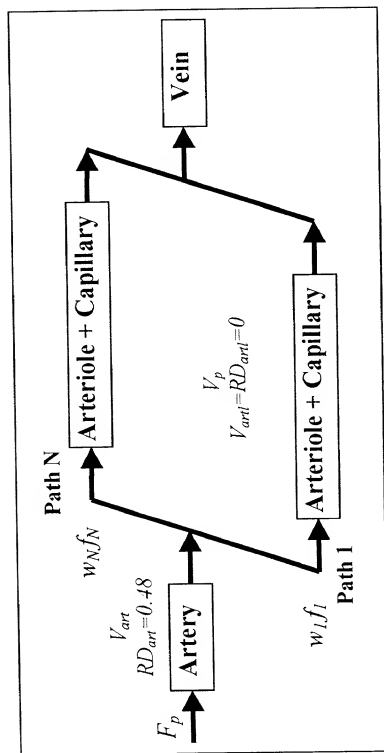 Path N
w_N f_N
Arteriole + Capillary
F_p
V_art
RD_art=0.48
Artery
V_p
V_artl=RD_artl=0
Vein
w_1 f_1
Path 1
Arteriole + Capillary